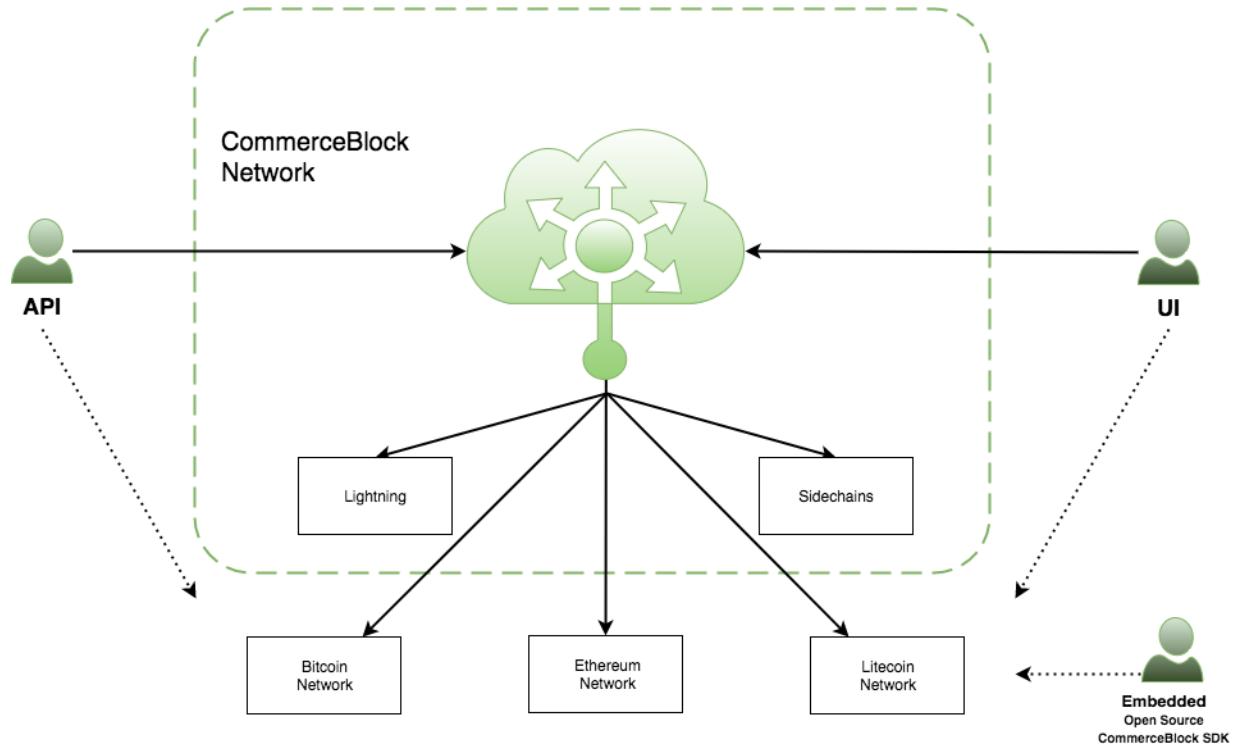 CommerceBlock
Network
API
UI
Lightning
Sidechains
Bitcoin
Network
Ethereum
Network
Litecoin
Network
Embedded
Open Source
CommerceBlock SDK